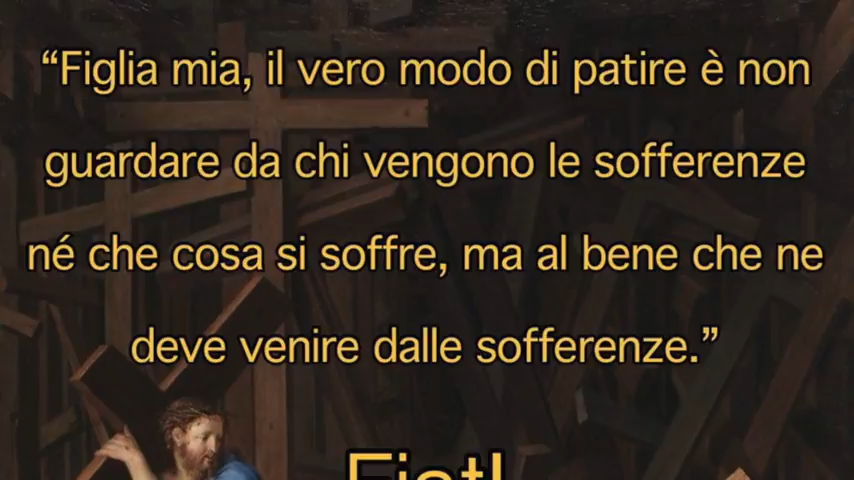 “Figlia mia, il vero modo di patire è non
guardare da chi vengono le sofferenze
né che cosa si soffre, ma al bene che ne
deve venire dalle sofferenze.”
Fiat!